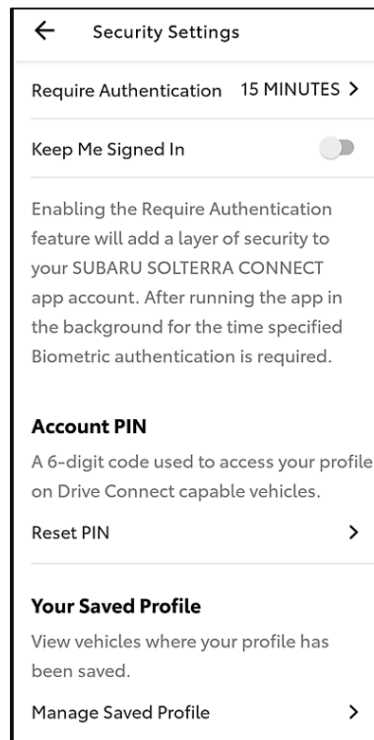 Security Settings
Require Authentication 15 MINUTES
Keep Me Signed In
Enabling the Require Authentication
feature will add a layer of security to
your SUBARU SOLTERRA CONNECT
app account. After running the app in
the background for the time specified
Biometric authentication is required.
Account PIN
A 6-digit code used to access your profile
on Drive Connect capable vehicles.
Reset PIN
Your Saved Profile
View vehicles where your profile has
been saved.
Manage Saved Profile